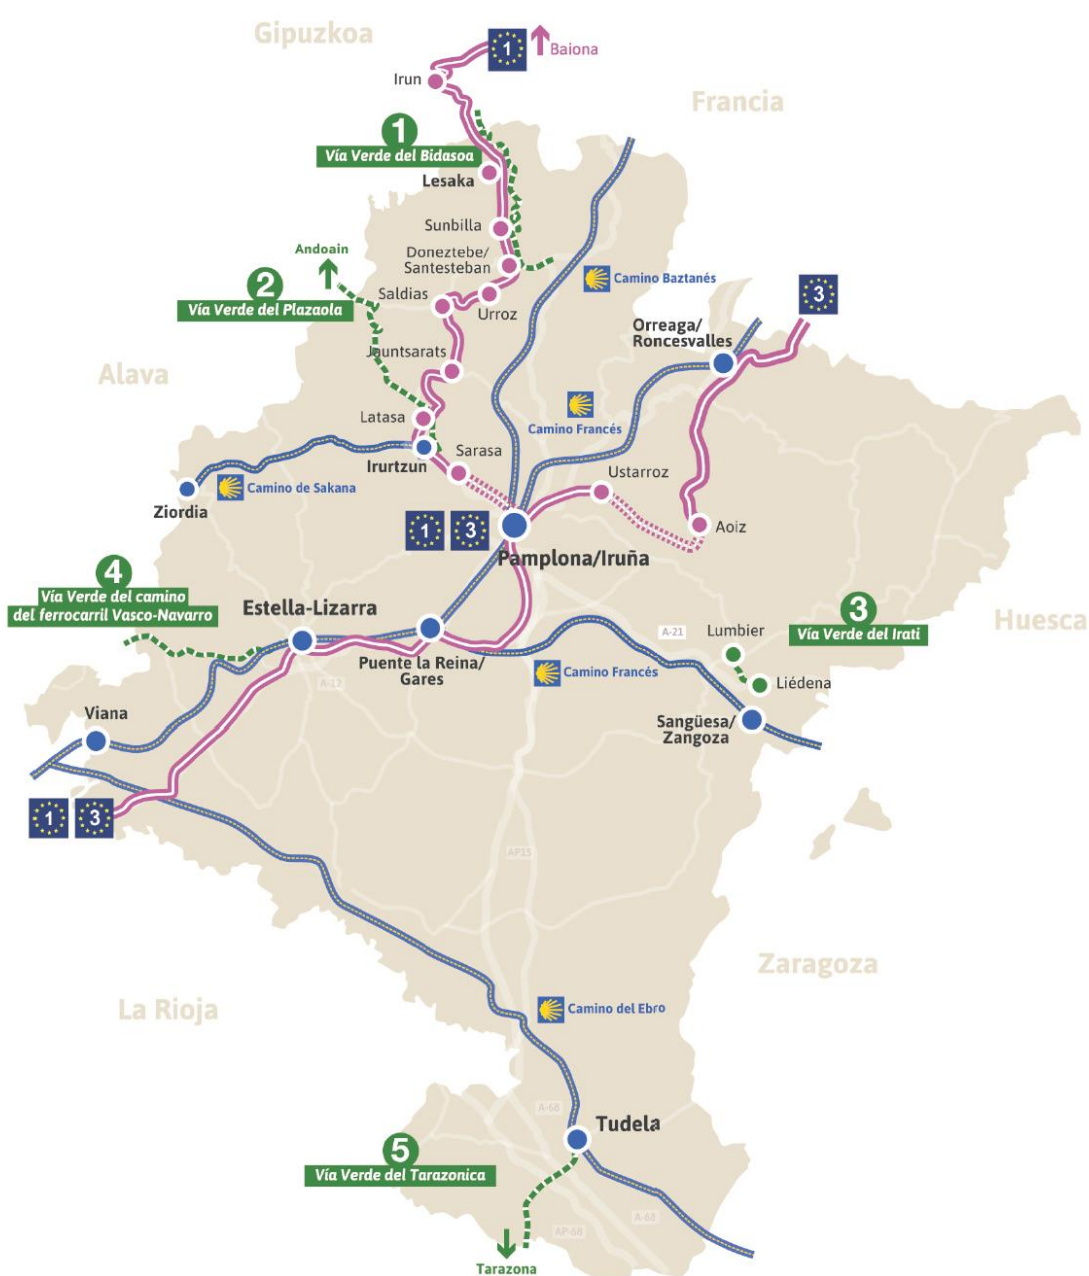 Gipuzkoa
1
Baiona
Irun
Francia
1
Vía Verde del Bidasoa
Lesaka
Sunbilla
Andoain
Doneztebe/
Santesteban
Camino Baztanés
2
Vía Verde del Plazaola
Saldias
Urroz
3
Orreaga/
Roncesvalles
Jauntsarats
Alava
Latasa
Camino Francés
Irurtzun
Sarasa
Ustarroz
Camino de Sakana
Ziordia
1
3
Aoiz
Pamplona/Iruña
4
Vía Verde del camino
del ferrocarril Vasco-Navarro
Estella-Lizarra
3
Vía Verde del Irati
Huesca
A-21
Lumbier
Puente la Reina/
Gares
Camino Francés
Liédena
A-12
Viana
Sangüesa/
Zangoza
1
3
AP15
Zaragoza
La Rioja
Camino del Ebro
A-68
Tudela
5
Vía Verde del Tarazonica
A-68
AP-68
Tarazona